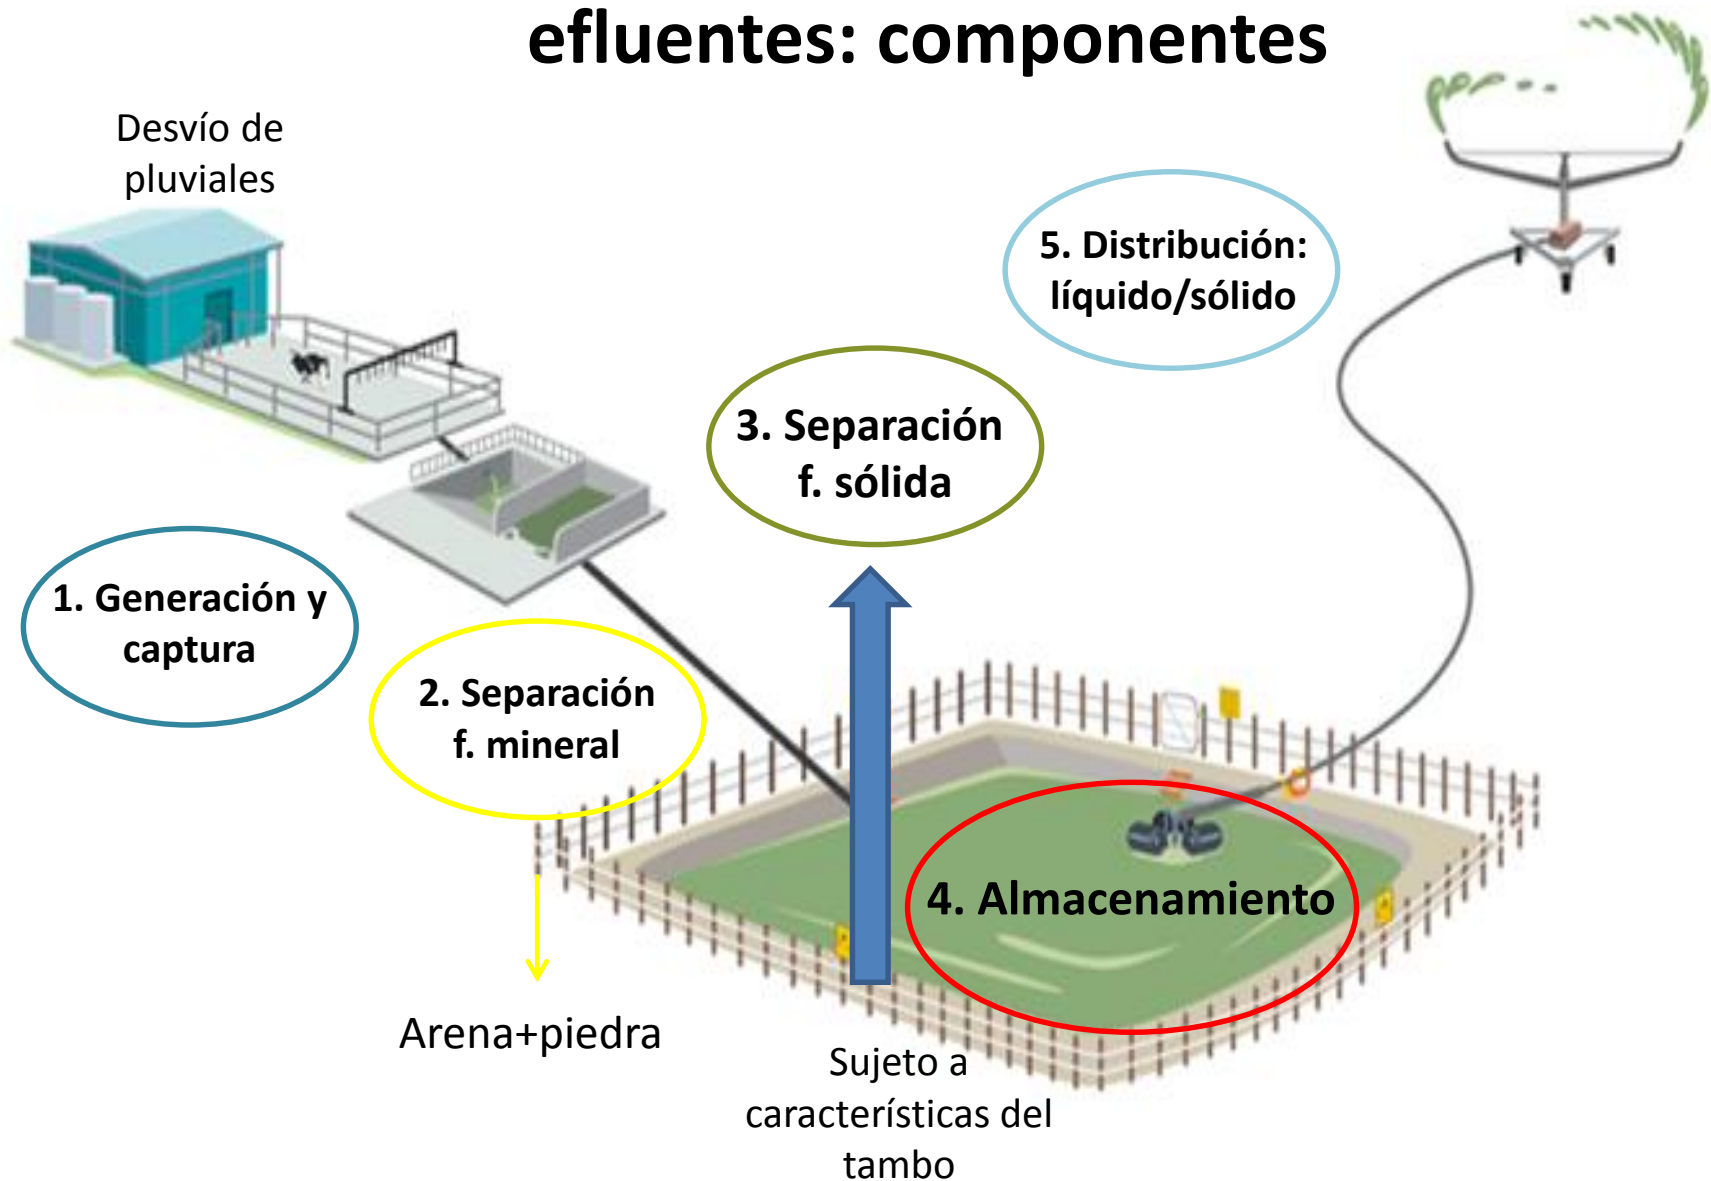 efluentes: componentes
Desvío de
pluviales
5. Distribución:
líquido/sólido
3. Separación
f. sólida
1. Generación y
captura
2. Separación
f. mineral
4. Almacenamiento
Arena+piedra
Sujeto a
características del
tambo